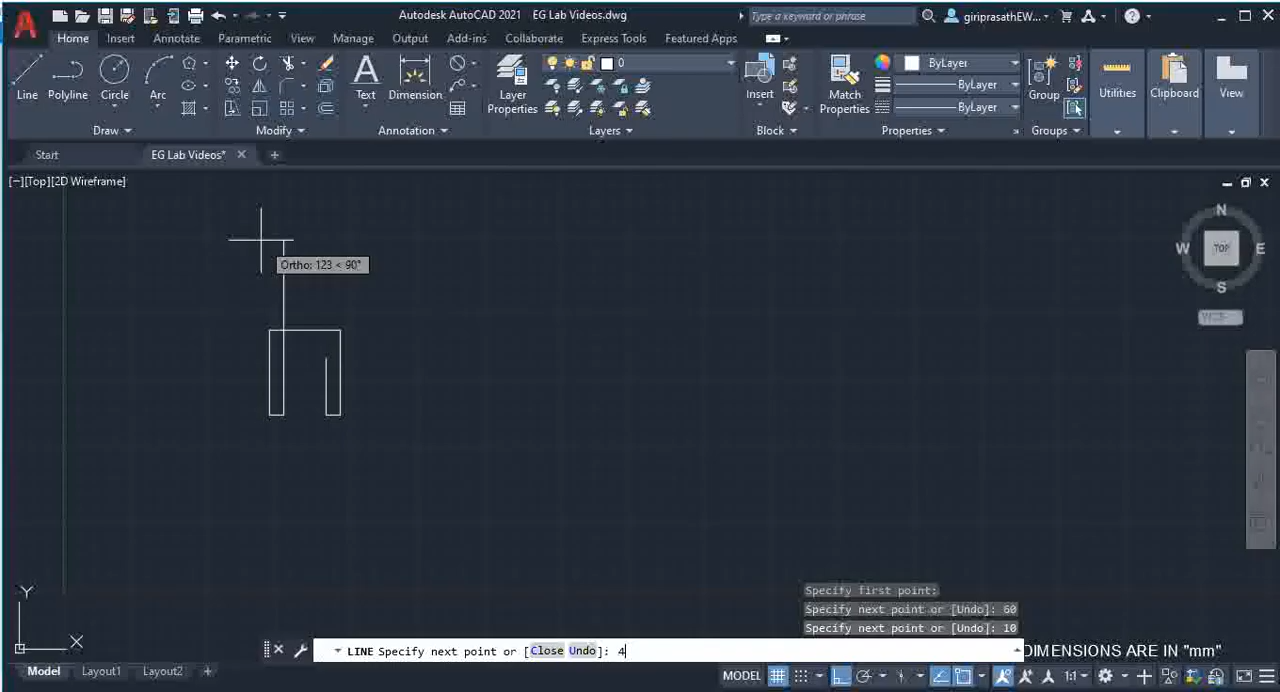 Autodesk AutoCAD 2021 EG Lab Videos.dwg
Type a keyword or phrase
giriprasathEW...
Home Insert Annotate Parametric View Manage Output Add-ins Collaborate Express Tools Featured Apps
0
ByLayer
ByLayer
ByLayer
Line Polyline Circle Arc
Text Dimension
Layer Properties
Insert
Match Properties
Group
Utilities
Clipboard
View
Draw Modify Annotation Layers Block Properties Groups
Start EG Lab Videos*
[−][Top][2D Wireframe]
N
W TOP E
S
Ortho: 123 < 90°
Y
X
Specify first point:
Specify next point or [Undo]: 60
Specify next point or [Undo]: 10
LINE Specify next point or [Close Undo]: 4
DIMENSIONS ARE IN "mm"
Model Layout1 Layout2
MODEL 1:1